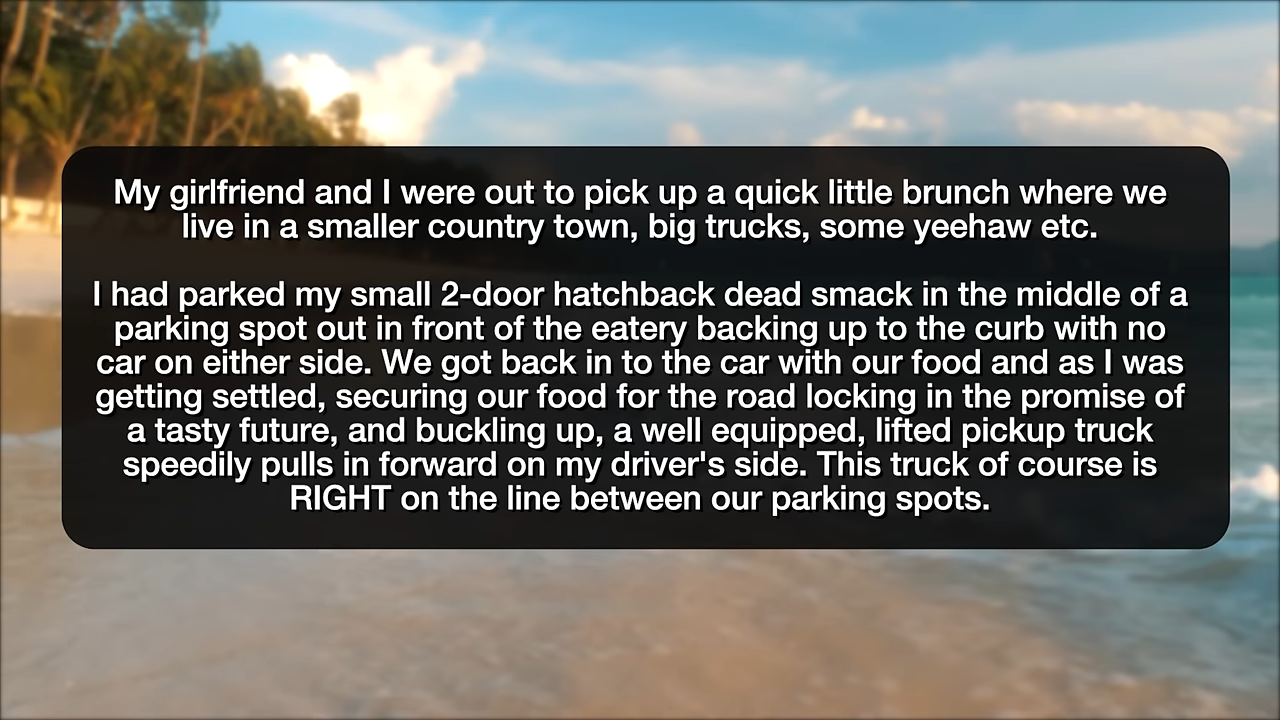 My girlfriend and I were out to pick up a quick little brunch where we
live in a smaller country town, big trucks, some yeehaw etc.
I had parked my small 2-door hatchback dead smack in the middle of a
parking spot out in front of the eatery backing up to the curb with no
car on either side. We got back in to the car with our food and as I was
getting settled, securing our food for the road locking in the promise of
a tasty future, and buckling up, a well equipped, lifted pickup truck
speedily pulls in forward on my driver's side. This truck of course is
RIGHT on the line between our parking spots.